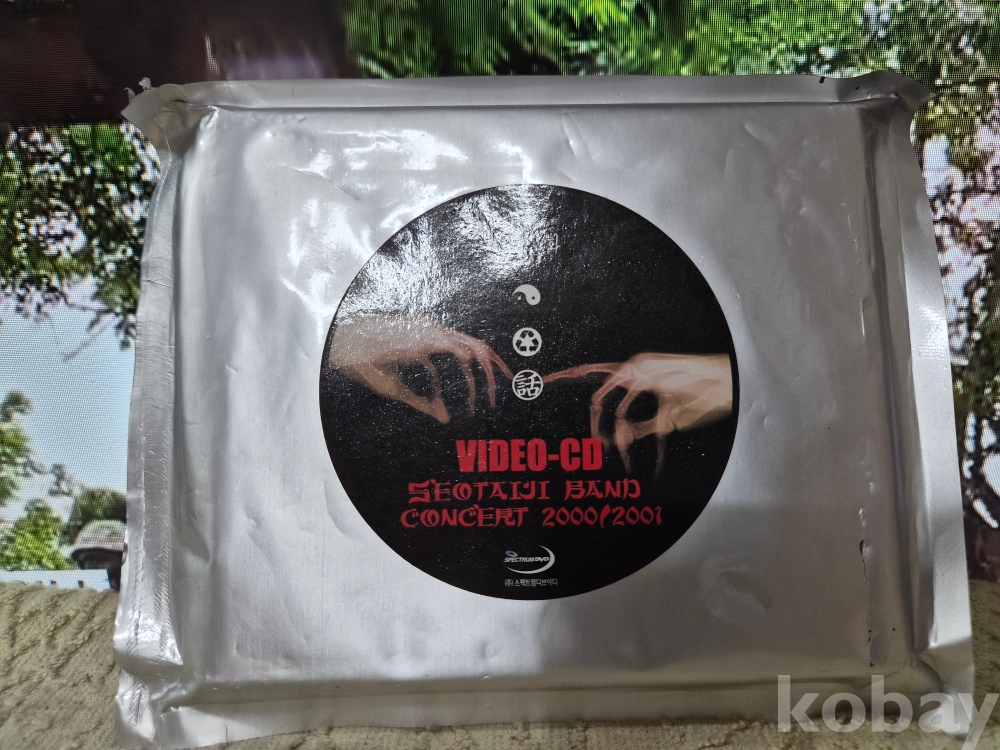 話
VIDEO-CD
SEOTAIJI BAND
CONCERT 2000/2001
SPECTRUM DVD
(주) 스펙트럼디브이디
kobay